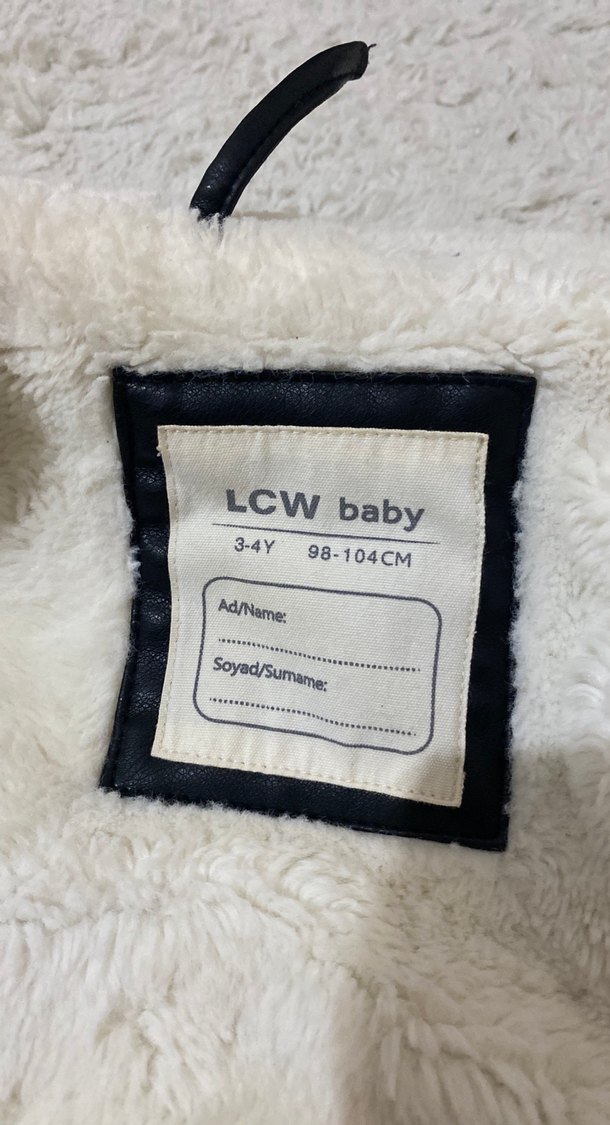 LCW baby
3-4Y 98-104CM
Ad/Name:
Soyad/Surname: